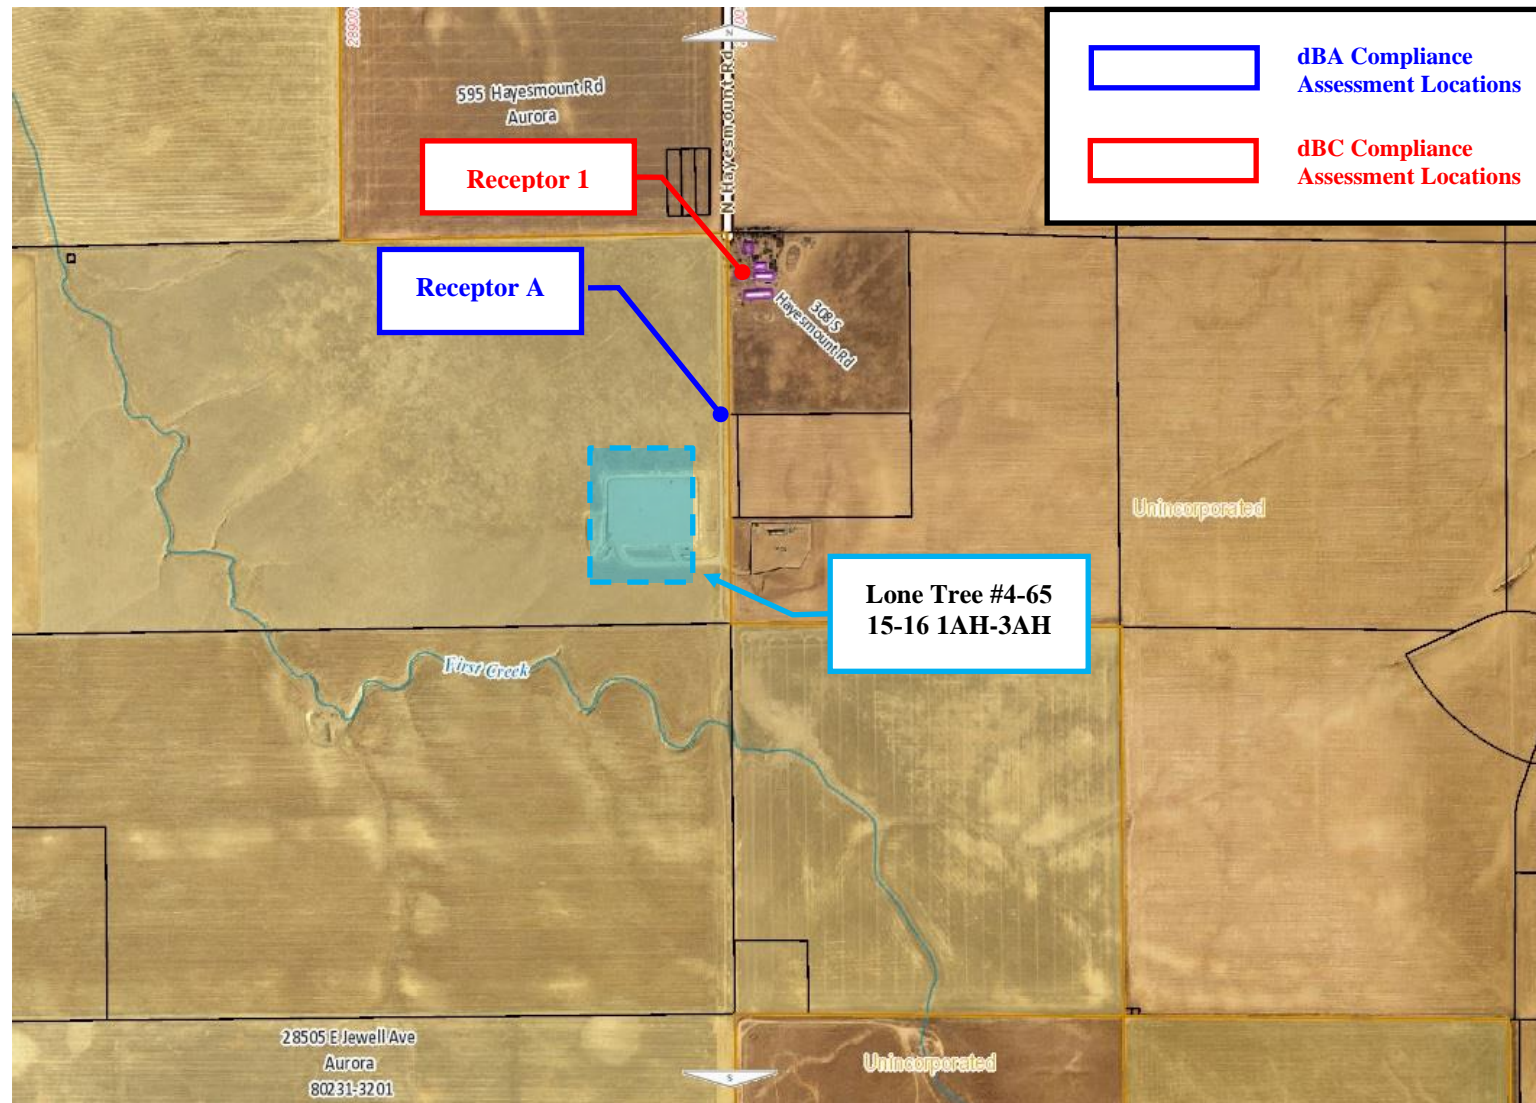 28900
N
00
N Hayesmount Rd
595 Hayesmount Rd
Aurora
dBA Compliance
Assessment Locations
dBC Compliance
Assessment Locations
Receptor 1
Receptor A
308 S
Hayesmount Rd
Unincorporated
Lone Tree #4-65
15-16 1AH-3AH
First Creek
28505 E Jewell Ave
Aurora
80231-3201
S
Unincorporated